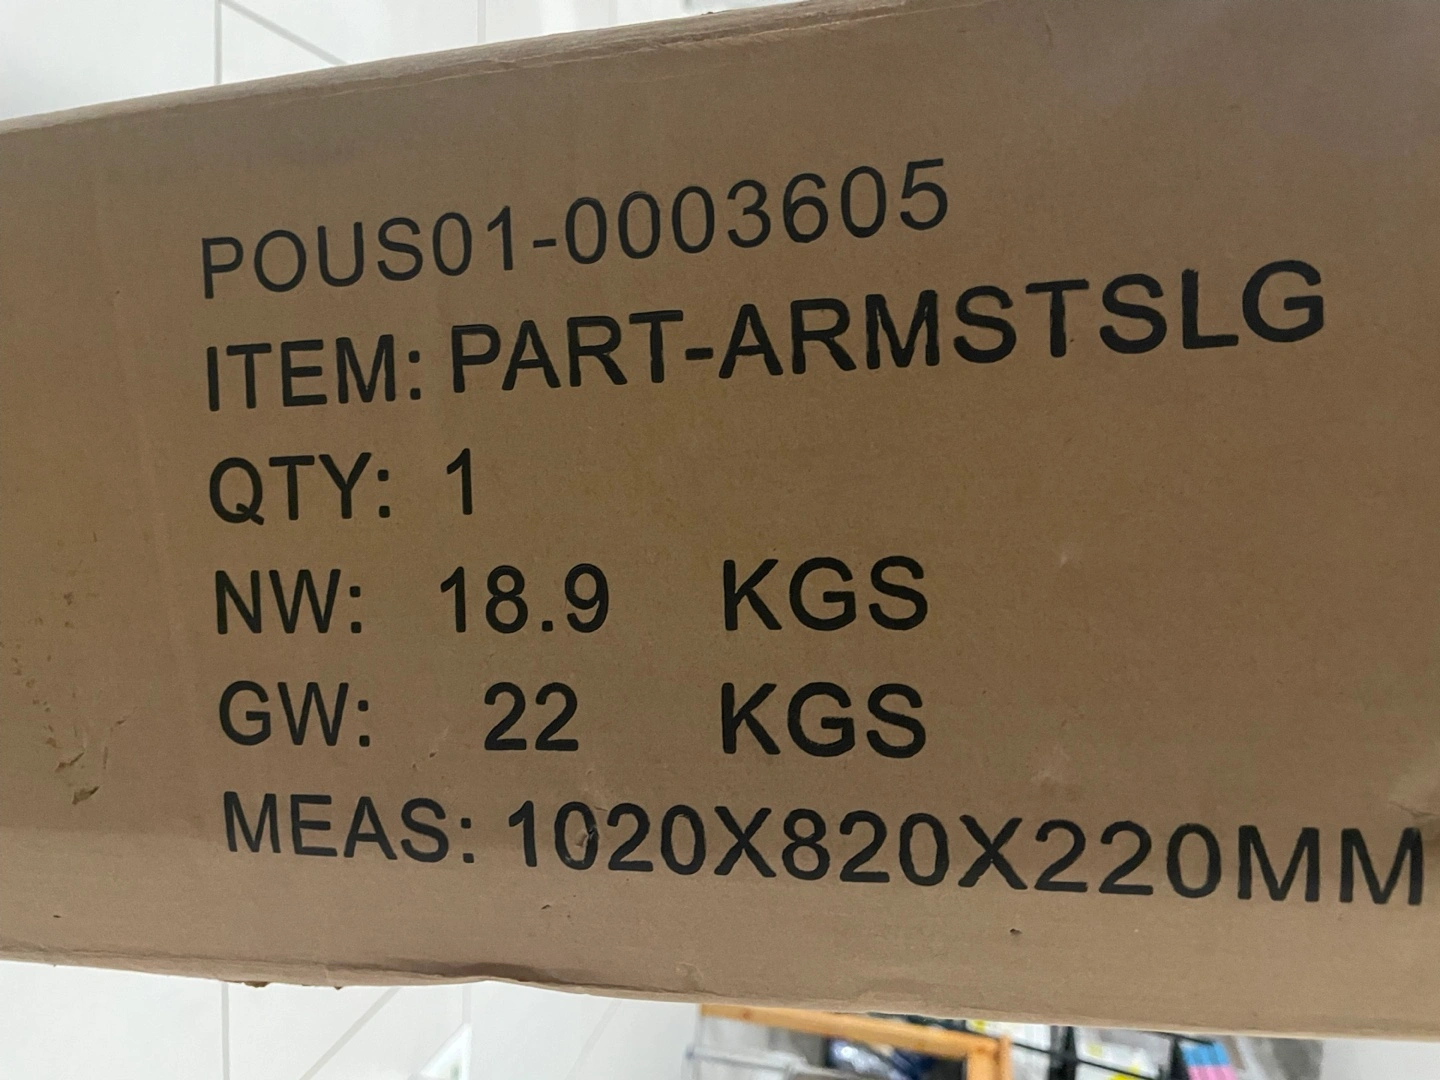 POUS01-0003605
ITEM: PART-ARMSTSLG
QTY: 1
NW: 18.9 KGS
GW: 22 KGS
MEAS: 1020X820X220MM